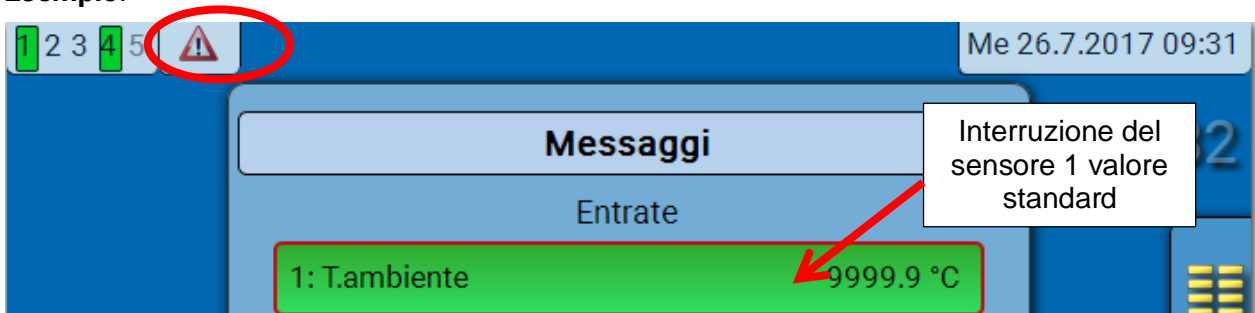 1 2 3 4 5
Me 26.7.2017 09:31
Messaggi
Interruzione del
sensore 1 valore
standard
Entrate
1: T.ambiente 9999.9 °C